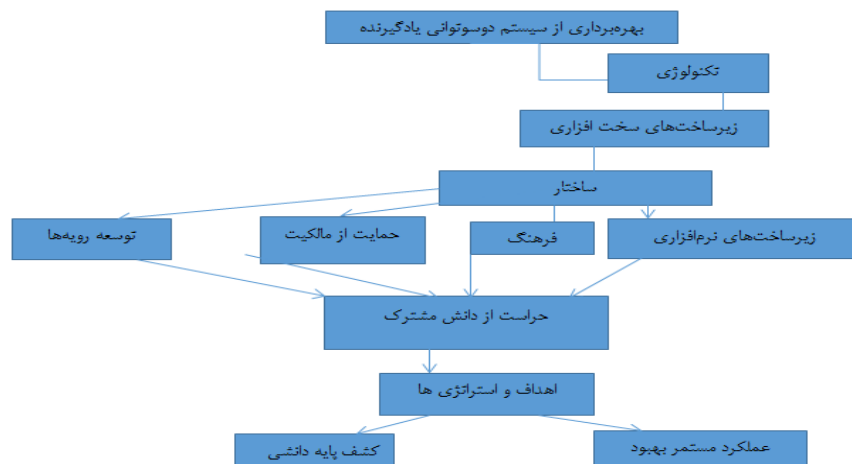 بهره‌برداری از سیستم دوسوتوانی یادگیرنده
تکنولوژی
زیرساخت‌های سخت افزاری
ساختار
زیرساخت‌های نرم‌افزاری
فرهنگ
حمایت از مالکیت
توسعه رویه‌ها
حراست از دانش مشترک
اهداف و استراتژی ها
عملکرد مستمر بهبود
کشف پایه دانشی